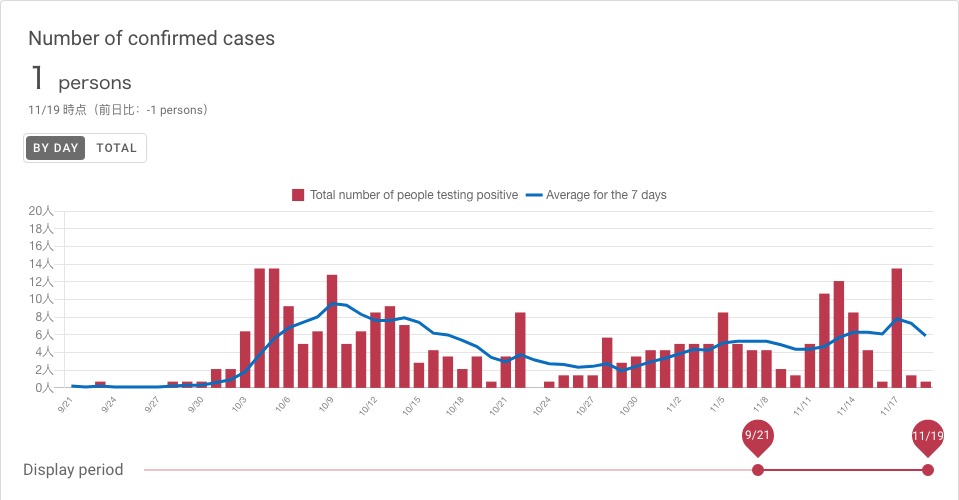 Number of confirmed cases
1 persons
11/19 時点（前日比： -1 persons）
BY DAY TOTAL
Total number of people testing positive Average for the 7 days
20人
18人
16人
14人
12人
10人
8人
6人
4人
2人
0人
9/21 9/24 9/27 9/30 10/3 10/6 10/9 10/12 10/15 10/18 10/21 10/24 10/27 10/30 11/2 11/5 11/8 11/11 11/14 11/17
9/21 11/19
Display period